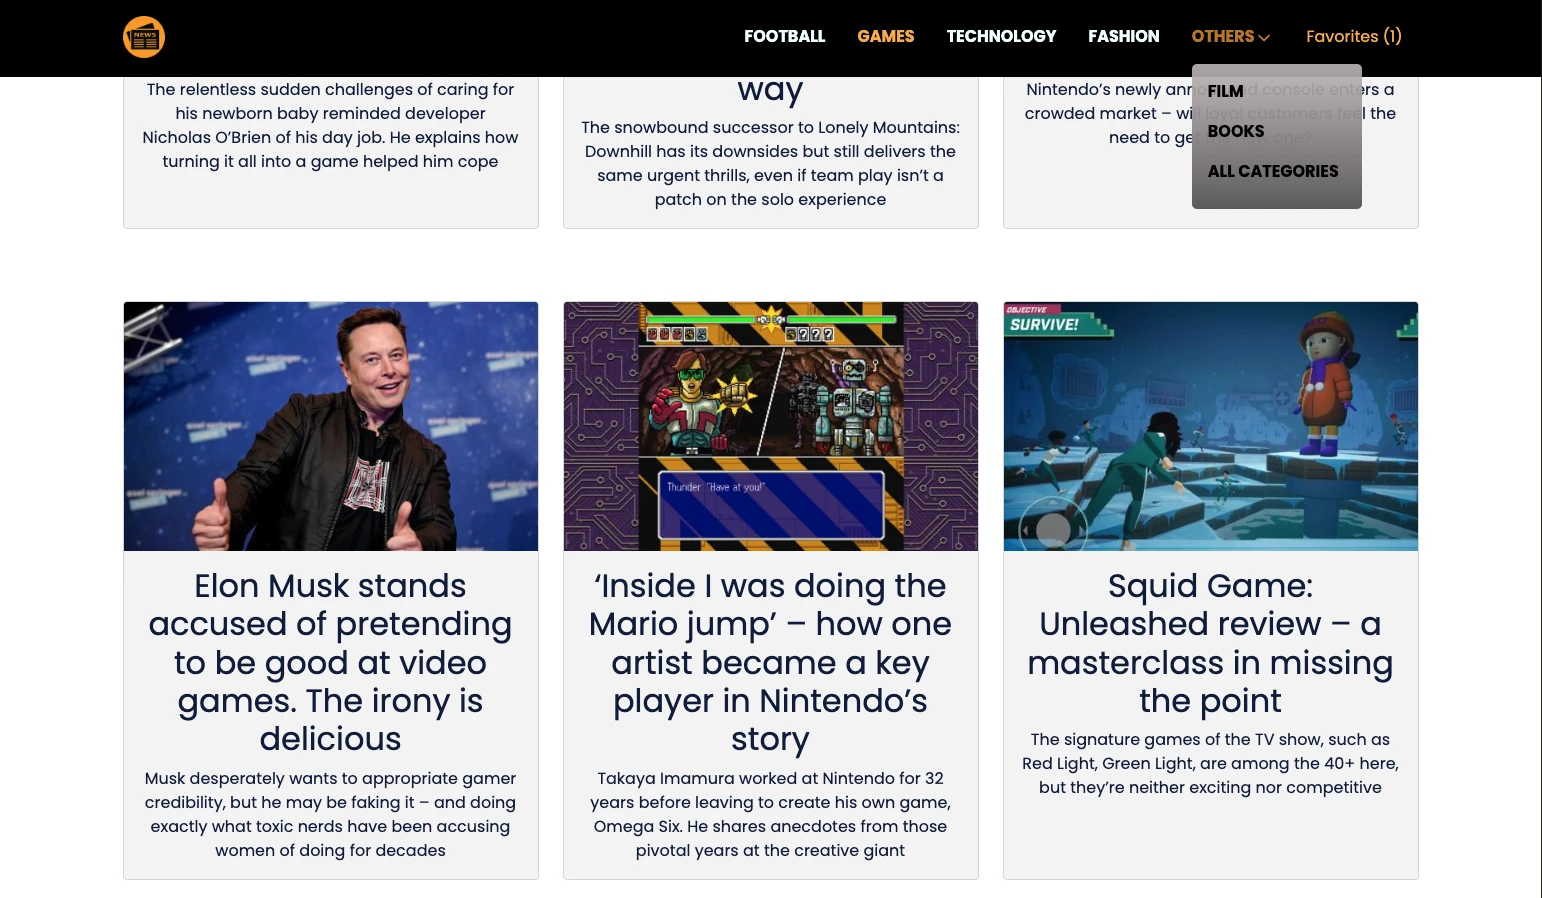 NEWS
FOOTBALL
GAMES
TECHNOLOGY
FASHION
OTHERS
Favorites (1)
FILM
BOOKS
ALL CATEGORIES
The relentless sudden challenges of caring for
his newborn baby reminded developer
Nicholas O’Brien of his day job. He explains how
turning it all into a game helped him cope
way
The snowbound successor to Lonely Mountains:
Downhill has its downsides but still delivers the
same urgent thrills, even if team play isn’t a
patch on the solo experience
Nintendo’s newly announced console enters a
crowded market – will loyal customers feel the
need to get
Elon Musk stands
accused of pretending
to be good at video
games. The irony is
delicious
Musk desperately wants to appropriate gamer
credibility, but he may be faking it – and doing
exactly what toxic nerds have been accusing
women of doing for decades
Thunder: "Have at you!"
‘Inside I was doing the
Mario jump’ – how one
artist became a key
player in Nintendo’s
story
Takaya Imamura worked at Nintendo for 32
years before leaving to create his own game,
Omega Six. He shares anecdotes from those
pivotal years at the creative giant
OBJECTIVE
SURVIVE!
Squid Game:
Unleashed review – a
masterclass in missing
the point
The signature games of the TV show, such as
Red Light, Green Light, are among the 40+ here,
but they’re neither exciting nor competitive